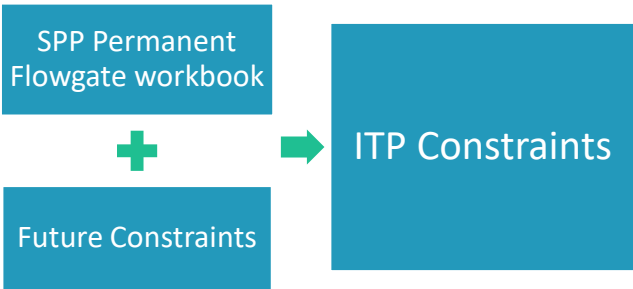 SPP Permanent
Flowgate workbook
Future Constraints
ITP Constraints